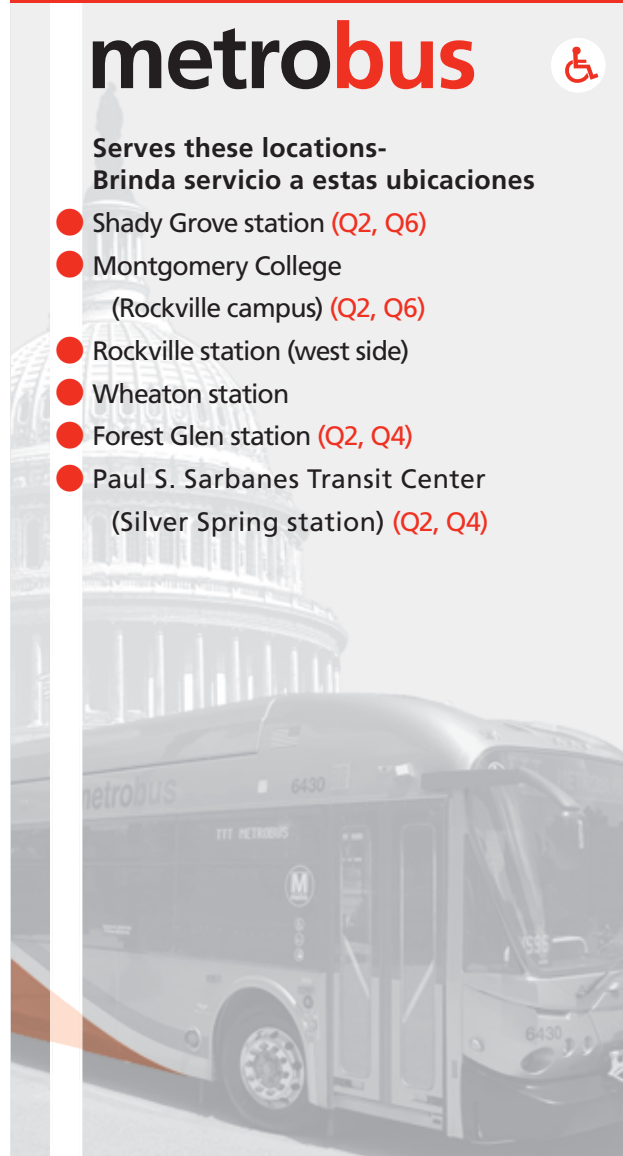 metrobus
Serves these locations-
Brinda servicio a estas ubicaciones
Shady Grove station (Q2, Q6)
Montgomery College
(Rockville campus) (Q2, Q6)
Rockville station (west side)
Wheaton station
Forest Glen station (Q2, Q4)
Paul S. Sarbanes Transit Center
(Silver Spring station) (Q2, Q4)
metrobus
6430
TTT METROBUS
M
6430